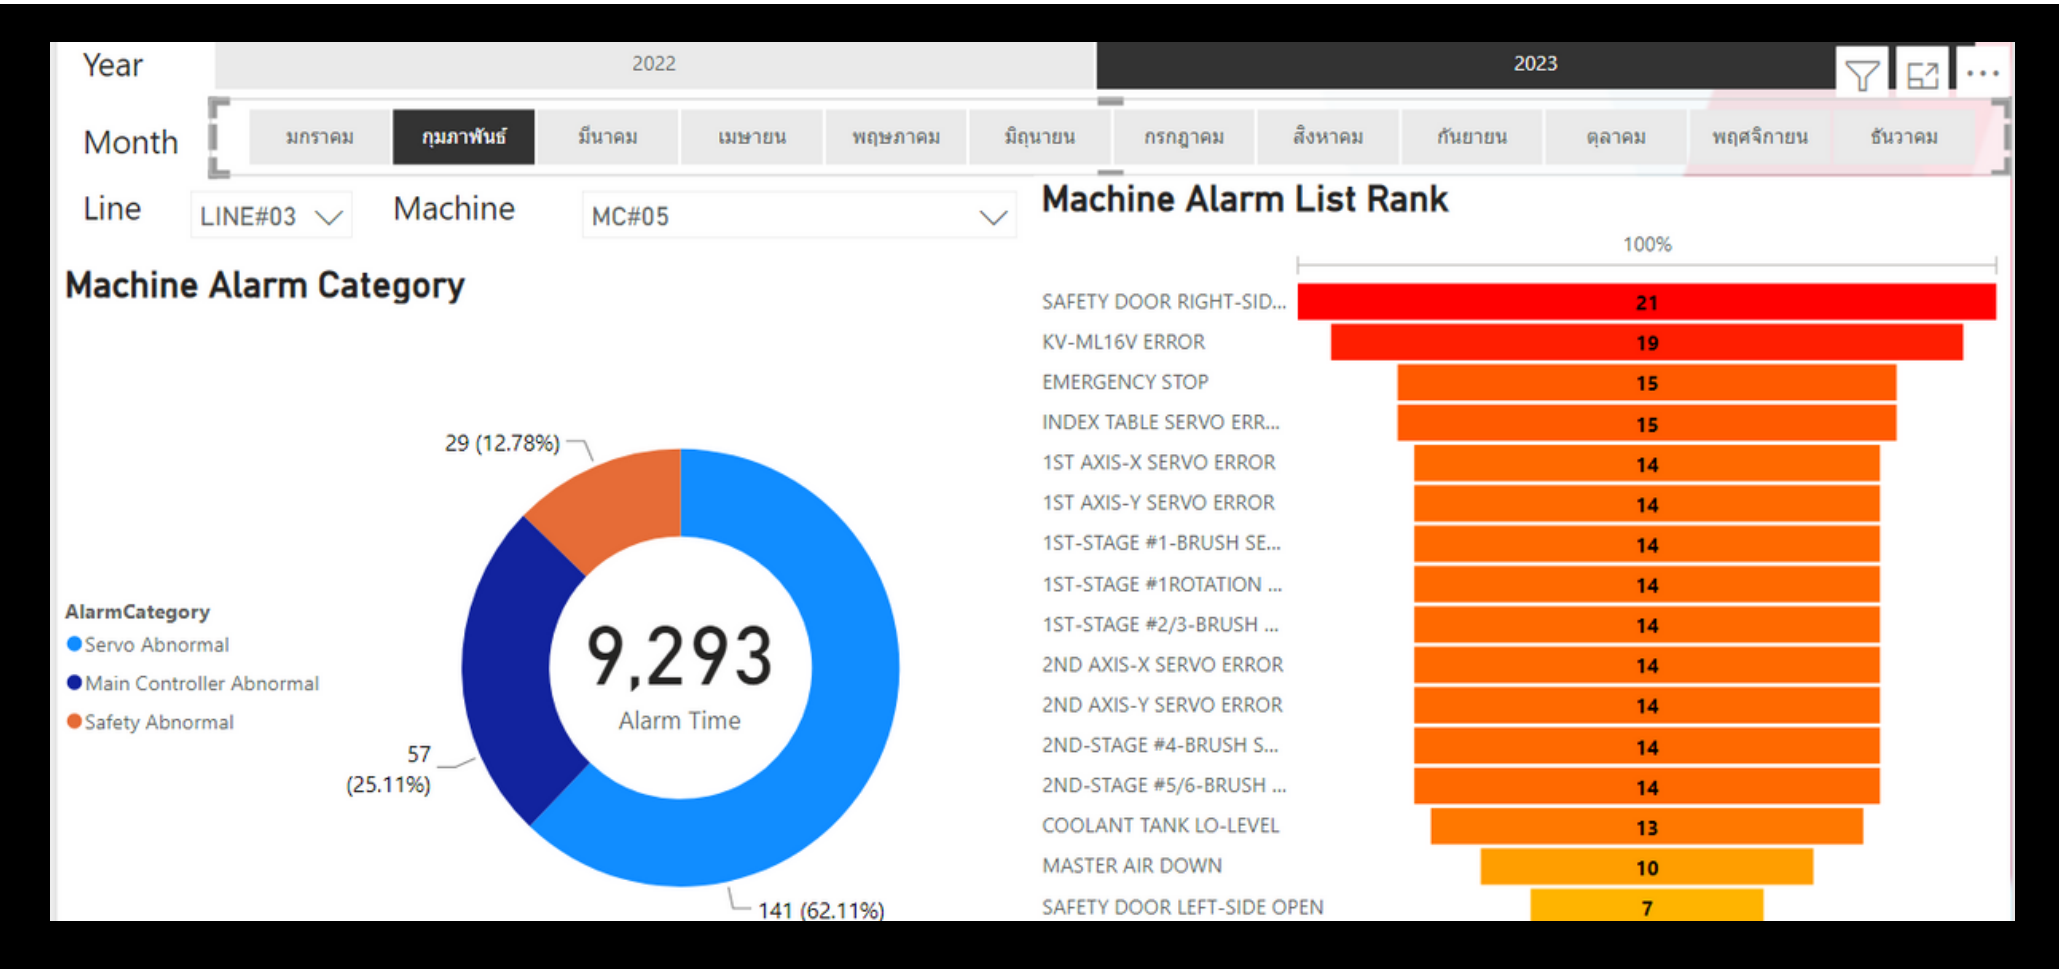 Year
2022
2023
Month
มกราคม
กุมภาพันธ์
มีนาคม
เมษายน
พฤษภาคม
มิถุนายน
กรกฎาคม
สิงหาคม
กันยายน
ตุลาคม
พฤศจิกายน
ธันวาคม
Line
LINE#03
Machine
MC#05
Machine Alarm Category
29 (12.78%)
AlarmCategory
Servo Abnormal
Main Controller Abnormal
Safety Abnormal
9,293
Alarm Time
57
(25.11%)
141 (62.11%)
Machine Alarm List Rank
100%
SAFETY DOOR RIGHT-SID... 21
KV-ML16V ERROR 19
EMERGENCY STOP 15
INDEX TABLE SERVO ERR... 15
1ST AXIS-X SERVO ERROR 14
1ST AXIS-Y SERVO ERROR 14
1ST-STAGE #1-BRUSH SE... 14
1ST-STAGE #1ROTATION ... 14
1ST-STAGE #2/3-BRUSH ... 14
2ND AXIS-X SERVO ERROR 14
2ND AXIS-Y SERVO ERROR 14
2ND-STAGE #4-BRUSH S... 14
2ND-STAGE #5/6-BRUSH ... 14
COOLANT TANK LO-LEVEL 13
MASTER AIR DOWN 10
SAFETY DOOR LEFT-SIDE OPEN 7